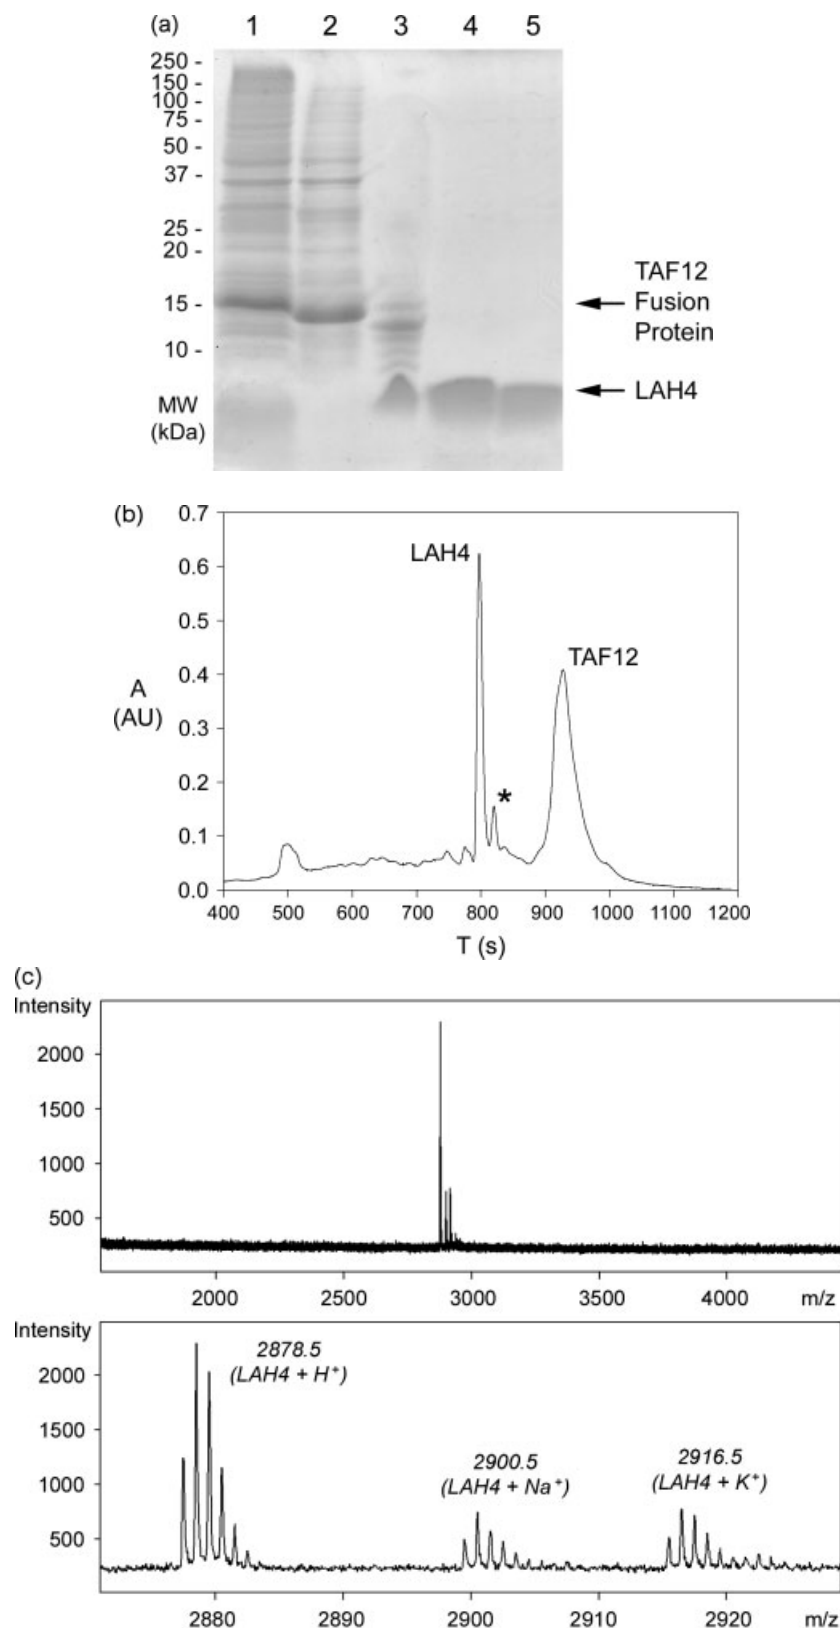 (a) 1 2 3 4 5
250 -
150 -
100 -
75 -
50 -
37 -
25 -
20 -
15 -
10 -
MW
(kDa)
TAF12
Fusion
Protein
LAH4
(b)
0.7
0.6
0.5
0.4
0.3
0.2
0.1
0.0
A
(AU)
LAH4
*
TAF12
400 500 600 700 800 900 1000 1100 1200
T (s)
(c)
Intensity
2000
1500
1000
500
2000 2500 3000 3500 4000 m/z
Intensity
2000
1500
1000
500
2878.5
(LAH4 + H⁺)
2900.5
(LAH4 + Na⁺)
2916.5
(LAH4 + K⁺)
2880 2890 2900 2910 2920 m/z